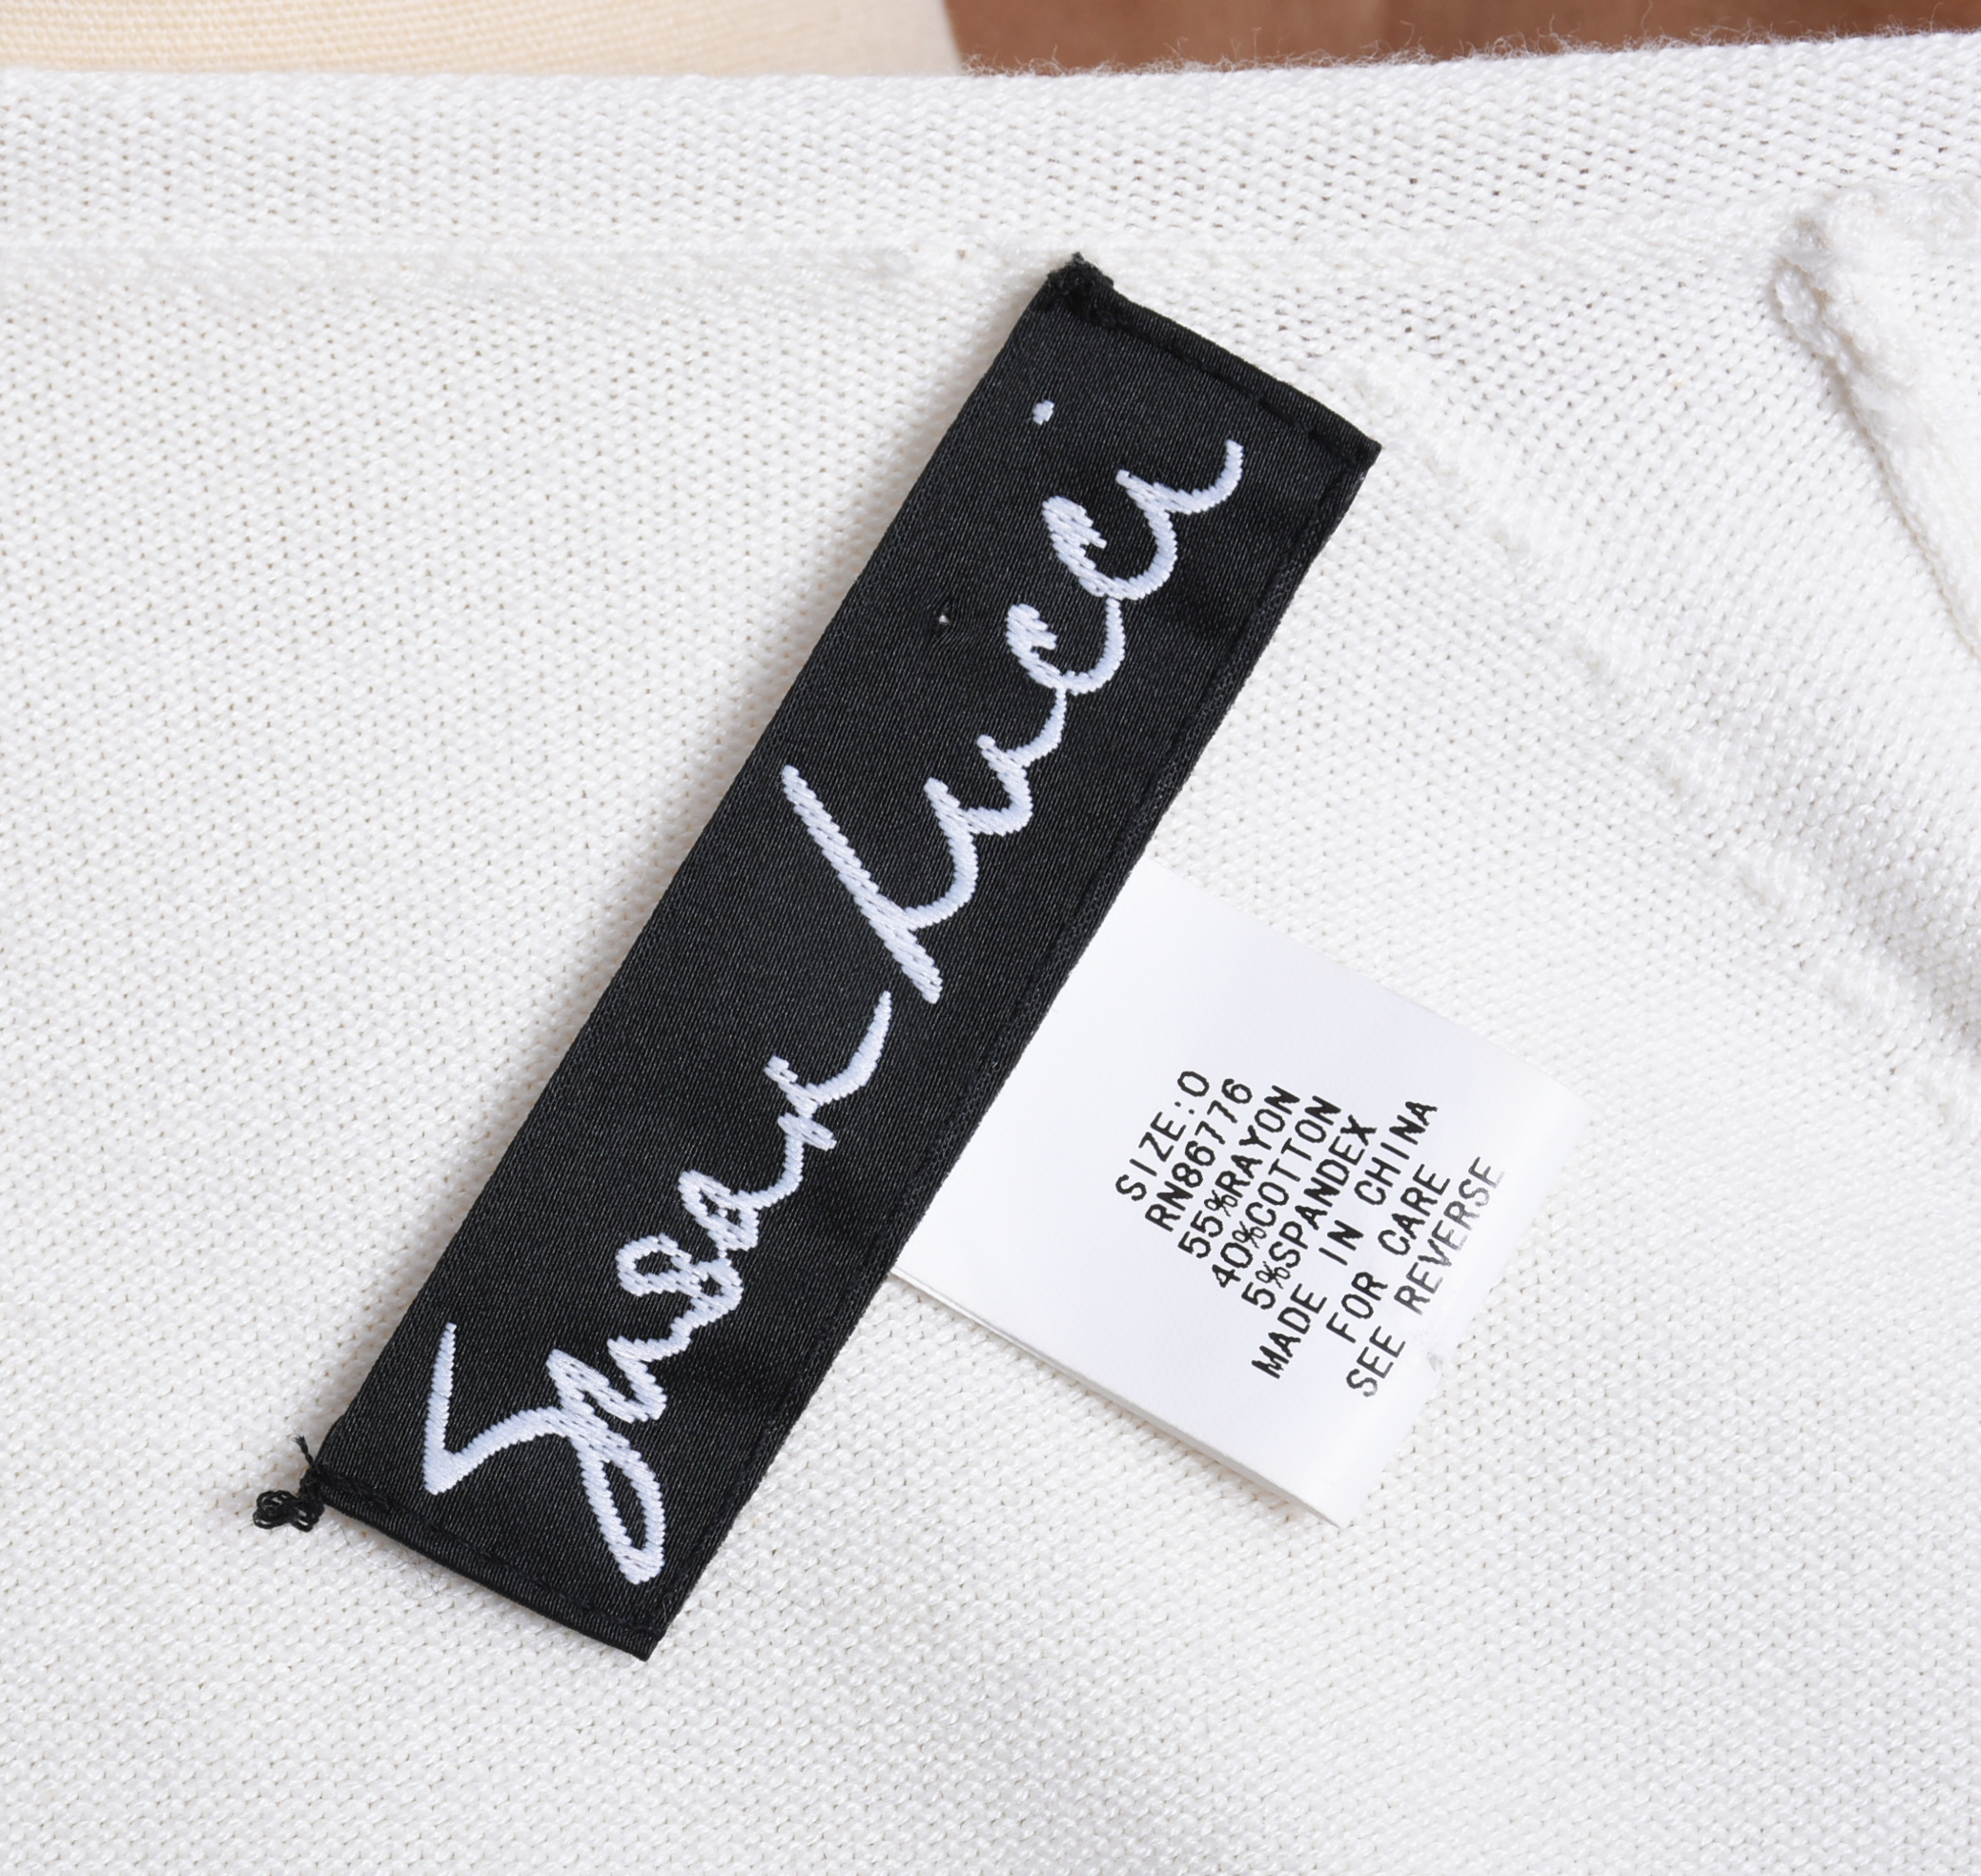 Susan Lucci
SIZE:0
RN86776
55%RAYON
40%COTTON
5%SPANDEX
MADE IN CHINA
FOR CARE
SEE REVERSE